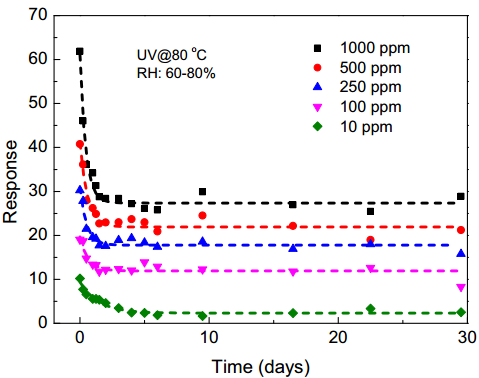 70
60
50
40
30
20
10
0
Response
UV@80 °C
RH: 60-80%
1000 ppm
500 ppm
250 ppm
100 ppm
10 ppm
0 10 20 30
Time (days)